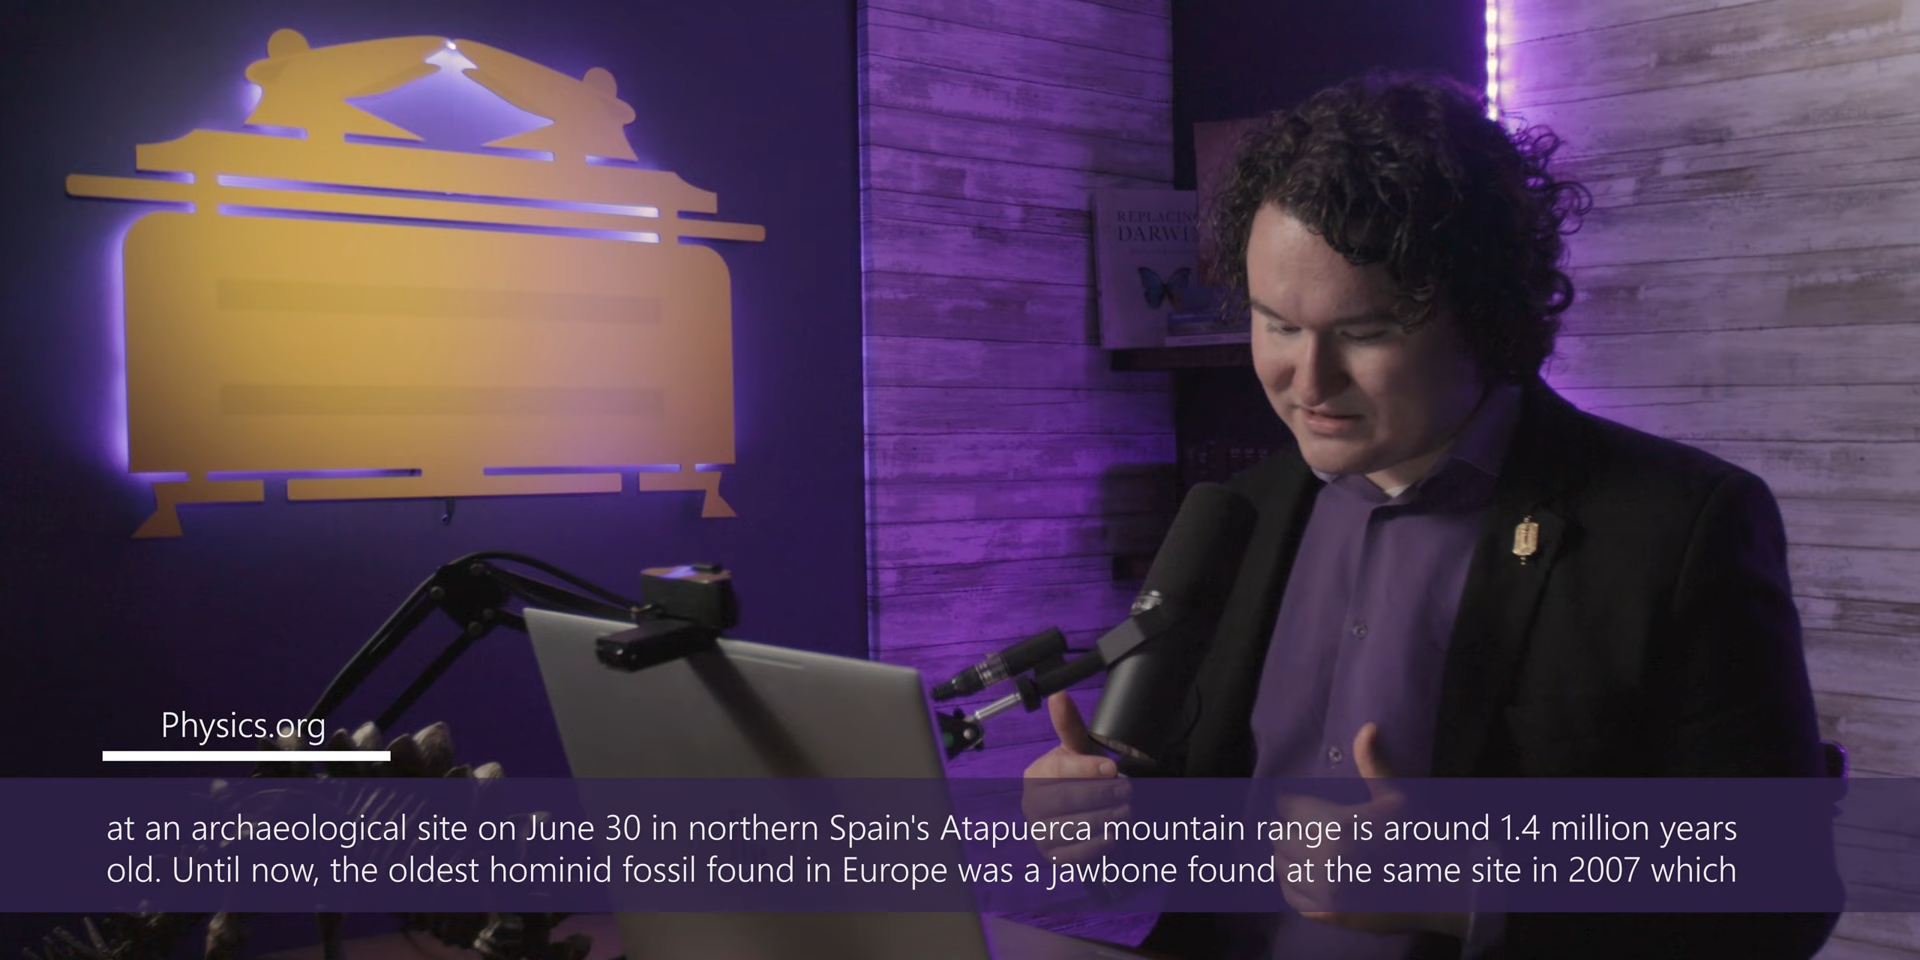 REPLACING
DARWIN
Physics.org
at an archaeological site on June 30 in northern Spain's Atapuerca mountain range is around 1.4 million years
old. Until now, the oldest hominid fossil found in Europe was a jawbone found at the same site in 2007 which